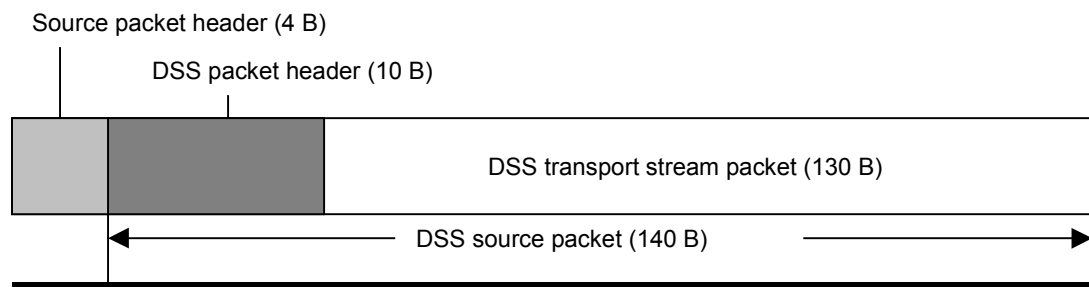 Source packet header (4 B)
DSS packet header (10 B)
DSS transport stream packet (130 B)
DSS source packet (140 B)